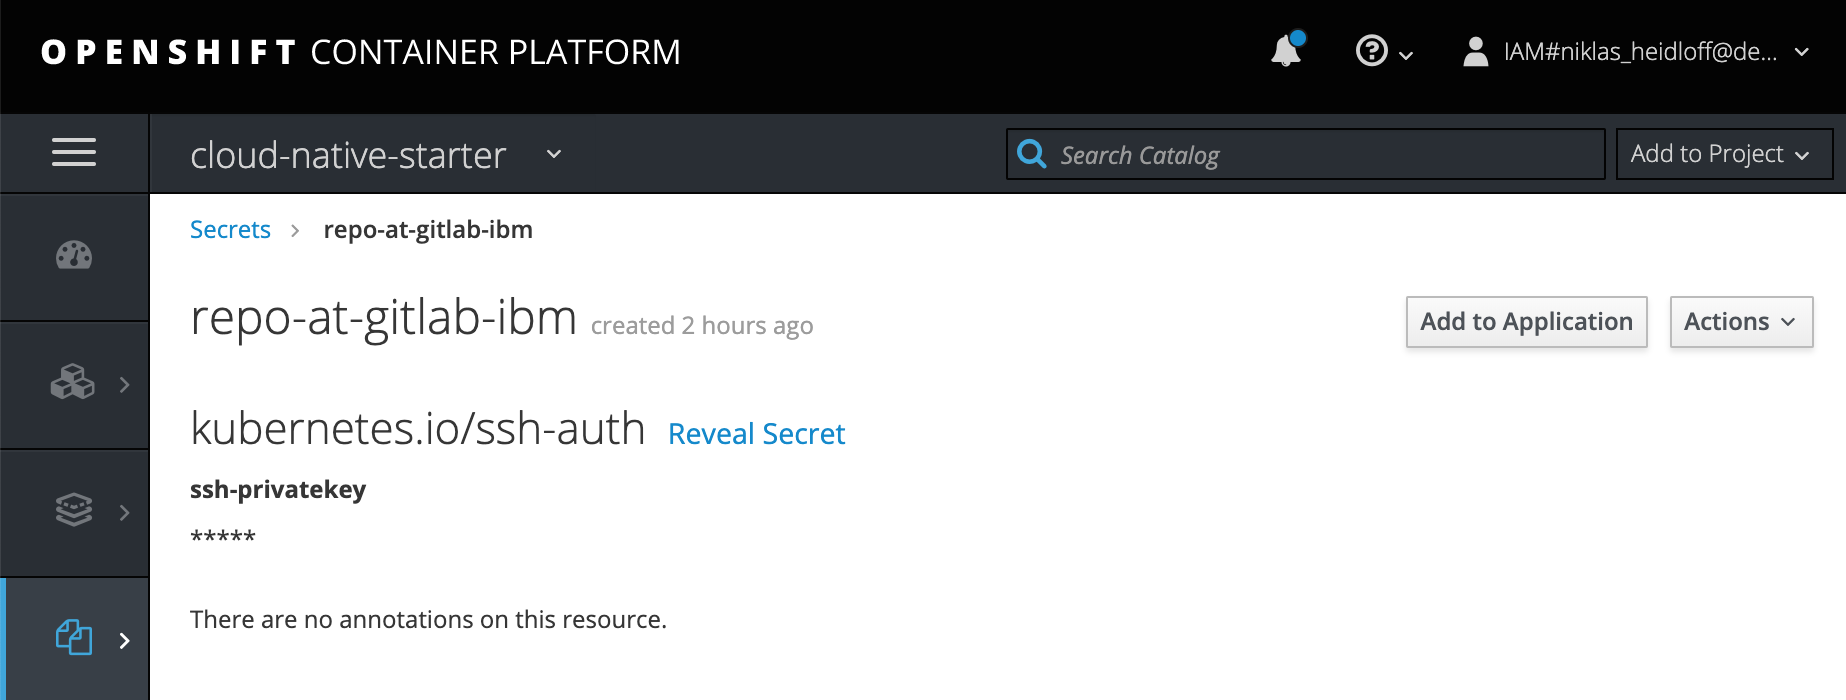 OPENSHIFT CONTAINER PLATFORM
IAM#niklas_heidloff@de...
cloud-native-starter
Search Catalog
Add to Project
Secrets > repo-at-gitlab-ibm
repo-at-gitlab-ibm created 2 hours ago
Add to Application
Actions
kubernetes.io/ssh-auth Reveal Secret
ssh-privatekey
*****
There are no annotations on this resource.